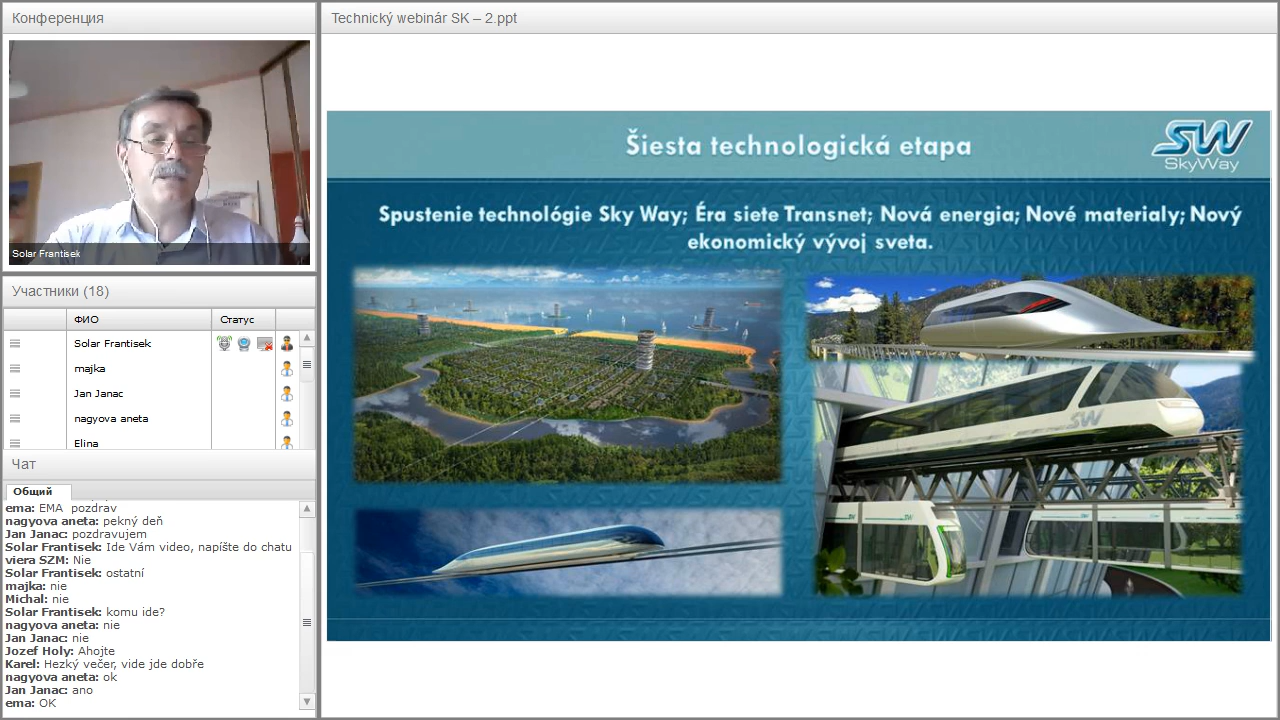 Конференция
Solar Frantisek
Участники (18)
ФИО
Статус
Solar Frantisek
majka
Jan Janac
nagyova aneta
Elina
Чат
Общий
ema: EMA pozdrav
nagyova aneta: pekný deň
Jan Janac: pozdravujem
Solar Frantisek: Ide Vám video, napíšte do chatu
viera SZM: Nie
Solar Frantisek: ostatní
majka: nie
Michal: nie
Solar Frantisek: komu ide?
nagyova aneta: nie
Jan Janac: nie
Jozef Holy: Ahojte
Karel: Hezký večer, vide jde dobře
nagyova aneta: ok
Jan Janac: ano
ema: OK
Technický webinár SK – 2.ppt
Šiesta technologická etapa
SW
SkyWay
Spustenie technológie Sky Way; Éra siete Transnet; Nová energia; Nové materialy; Nový
ekonomický vývoj sveta.
SW